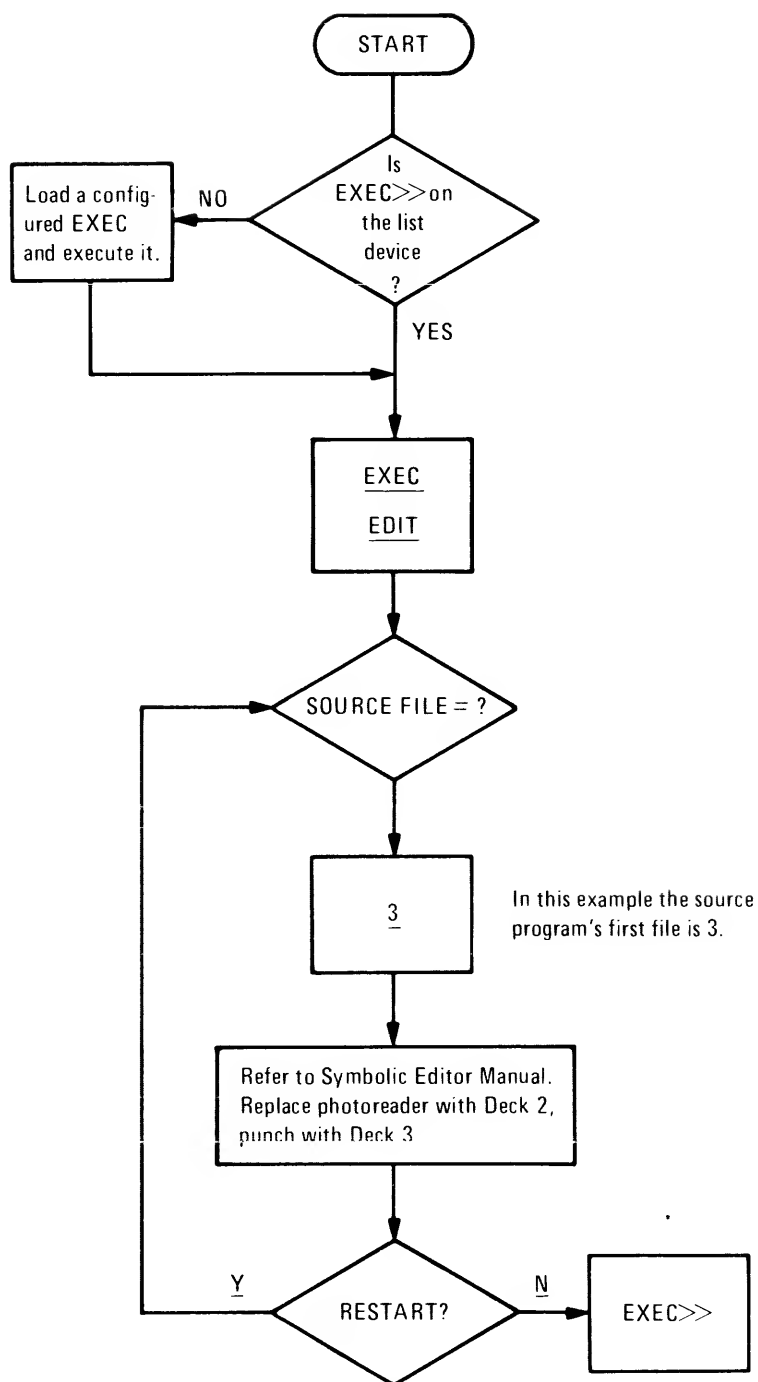 START
Is
EXEC>> on
the list
device
?
NO
Load a config-
ured EXEC
and execute it.
YES
EXEC
EDIT
SOURCE FILE = ?
3
In this example the source
program's first file is 3.
Refer to Symbolic Editor Manual.
Replace photoreader with Deck 2,
punch with Deck 3
Y
RESTART?
N
EXEC>>